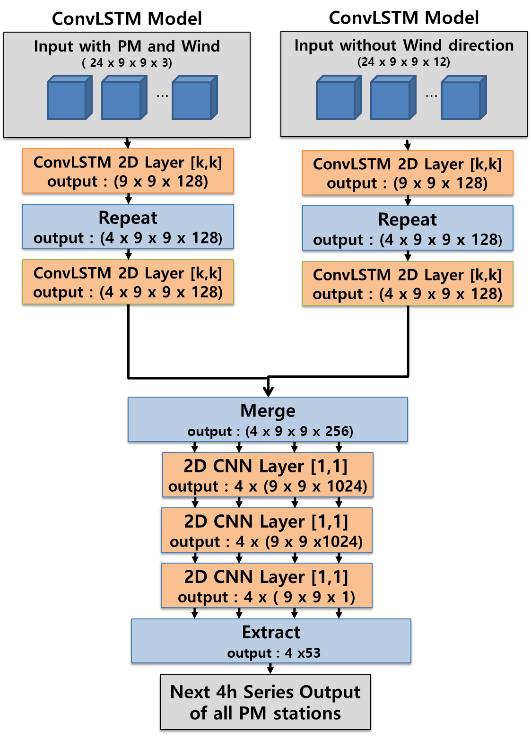 ConvLSTM Model
Input with PM and Wind
( 24 x 9 x 9 x 3)
...
ConvLSTM 2D Layer [k,k]
output : (9 x 9 x 128)
Repeat
output : (4 x 9 x 9 x 128)
ConvLSTM 2D Layer [k,k]
output : (4 x 9 x 9 x 128)
ConvLSTM Model
Input without Wind direction
(24 x 9 x 9 x 12)
...
ConvLSTM 2D Layer [k,k]
output : (9 x 9 x 128)
Repeat
output : (4 x 9 x 9 x 128)
ConvLSTM 2D Layer [k,k]
output : (4 x 9 x 9 x 128)
Merge
output : (4 x 9 x 9 x 256)
2D CNN Layer [1,1]
output : 4 x (9 x 9 x 1024)
2D CNN Layer [1,1]
output : 4 x (9 x 9 x1024)
2D CNN Layer [1,1]
output : 4 x ( 9 x 9 x 1)
Extract
output : 4 x53
Next 4h Series Output
of all PM stations